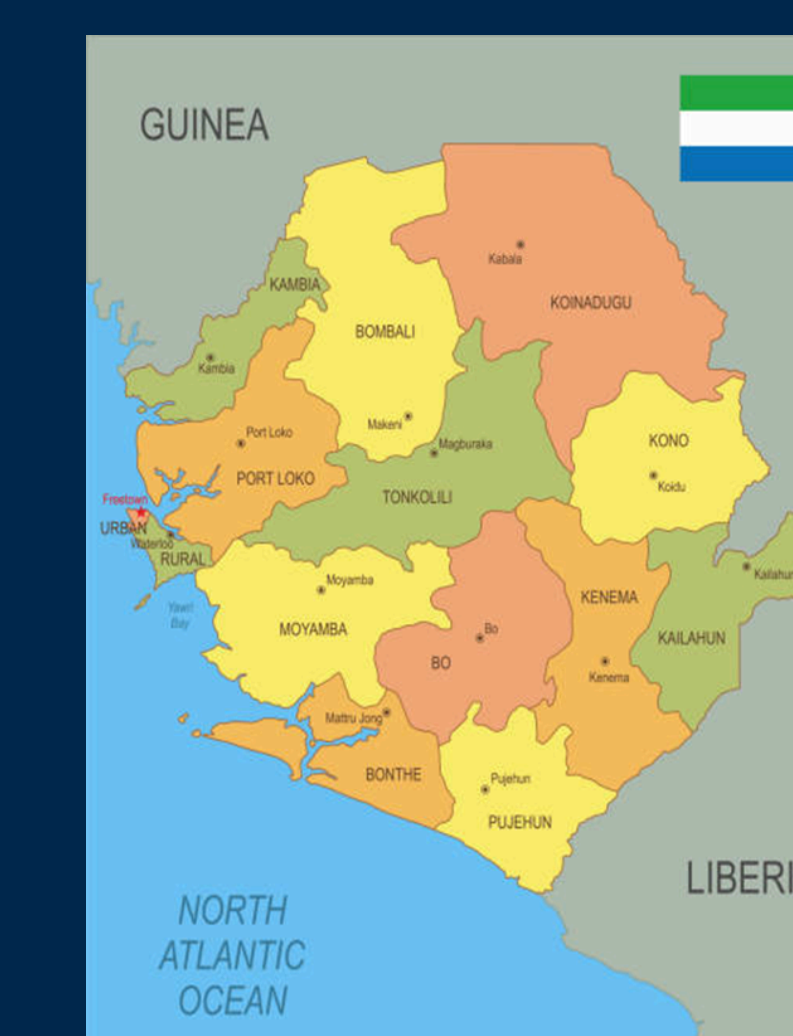 GUINEA
Kabala
KAMBIA
KOINADUGU
BOMBALI
Kambia
Makeni
Port Loko
Magburaka
KONO
PORT LOKO
Koidu
TONKOLILI
Freetown
URBAN
Waterloo
RURAL
Kailahun
Moyamba
KENEMA
Yawri
Bay
MOYAMBA
Bo
KAILAHUN
BO
Kenema
Mattru Jong
BONTHE
Pujehun
PUJEHUN
LIBERI
NORTH
ATLANTIC
OCEAN